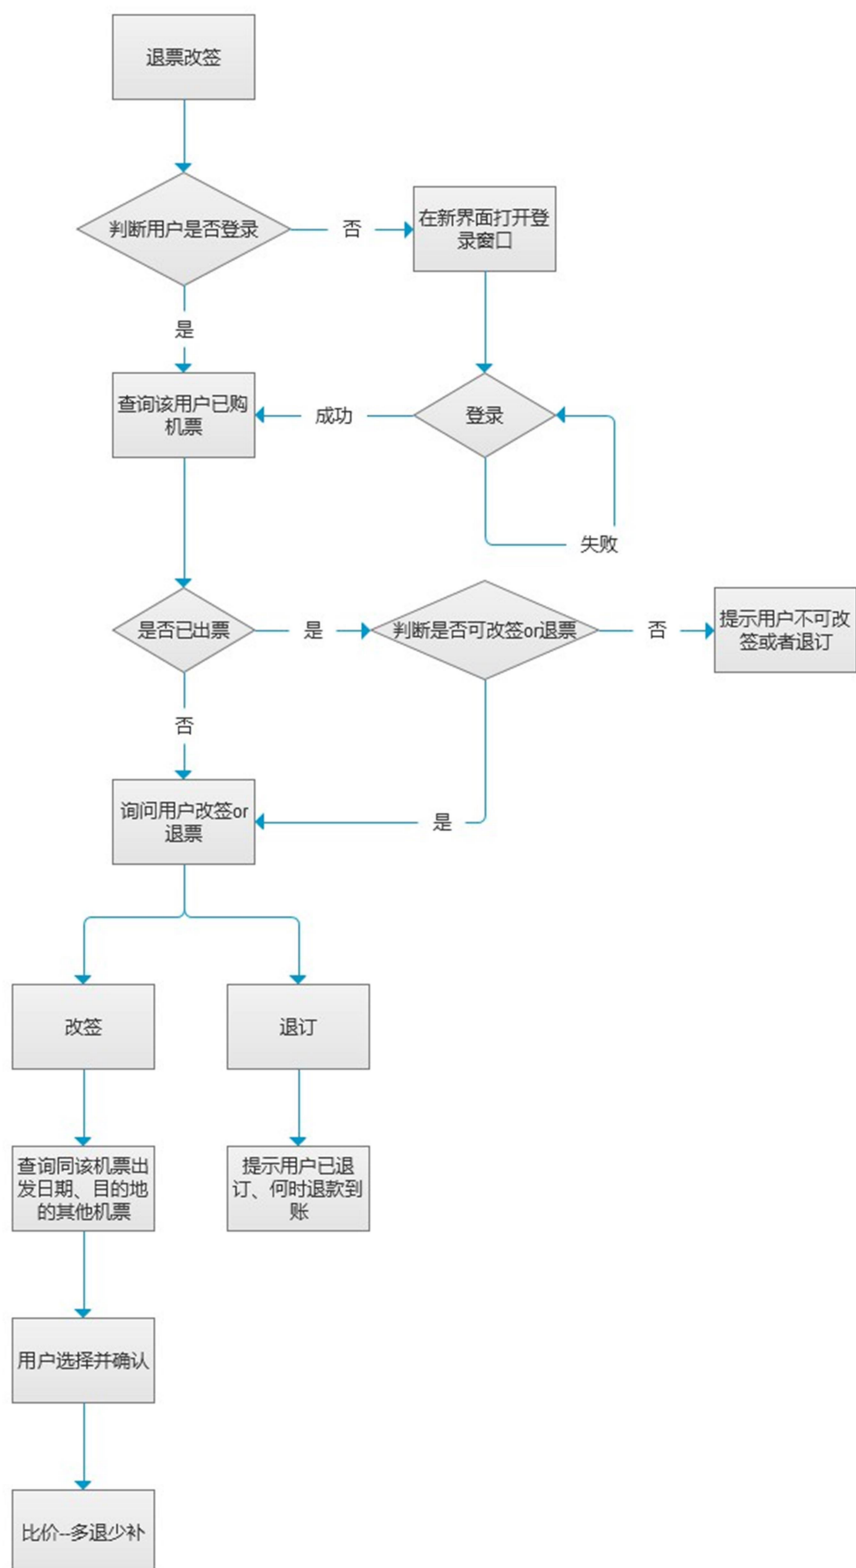 退票改签
判断用户是否登录
否
在新界面打开登
录窗口
是
查询该用户已购
机票
成功
登录
失败
是否已出票
是
判断是否可改签or退票
否
提示用户不可改
签或者退订
否
询问用户改签or
退票
是
改签
退订
查询同该机票出
发日期、目的地
的其他机票
提示用户已退
订、何时退款到
账
用户选择并确认
比价--多退少补